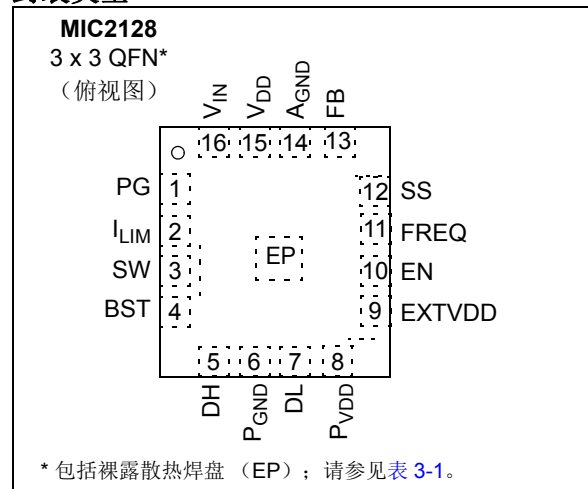 MIC2128
3 x 3 QFN*
（俯视图）
VIN VDD AGND FB
16 15 14 13
PG 1
ILIM 2
SW 3
BST 4
EP
12 SS
11 FREQ
10 EN
9 EXTVDD
5 6 7 8
DH PGND DL PVDD
* 包括裸露散热焊盘 （EP）；请参见表 3-1。